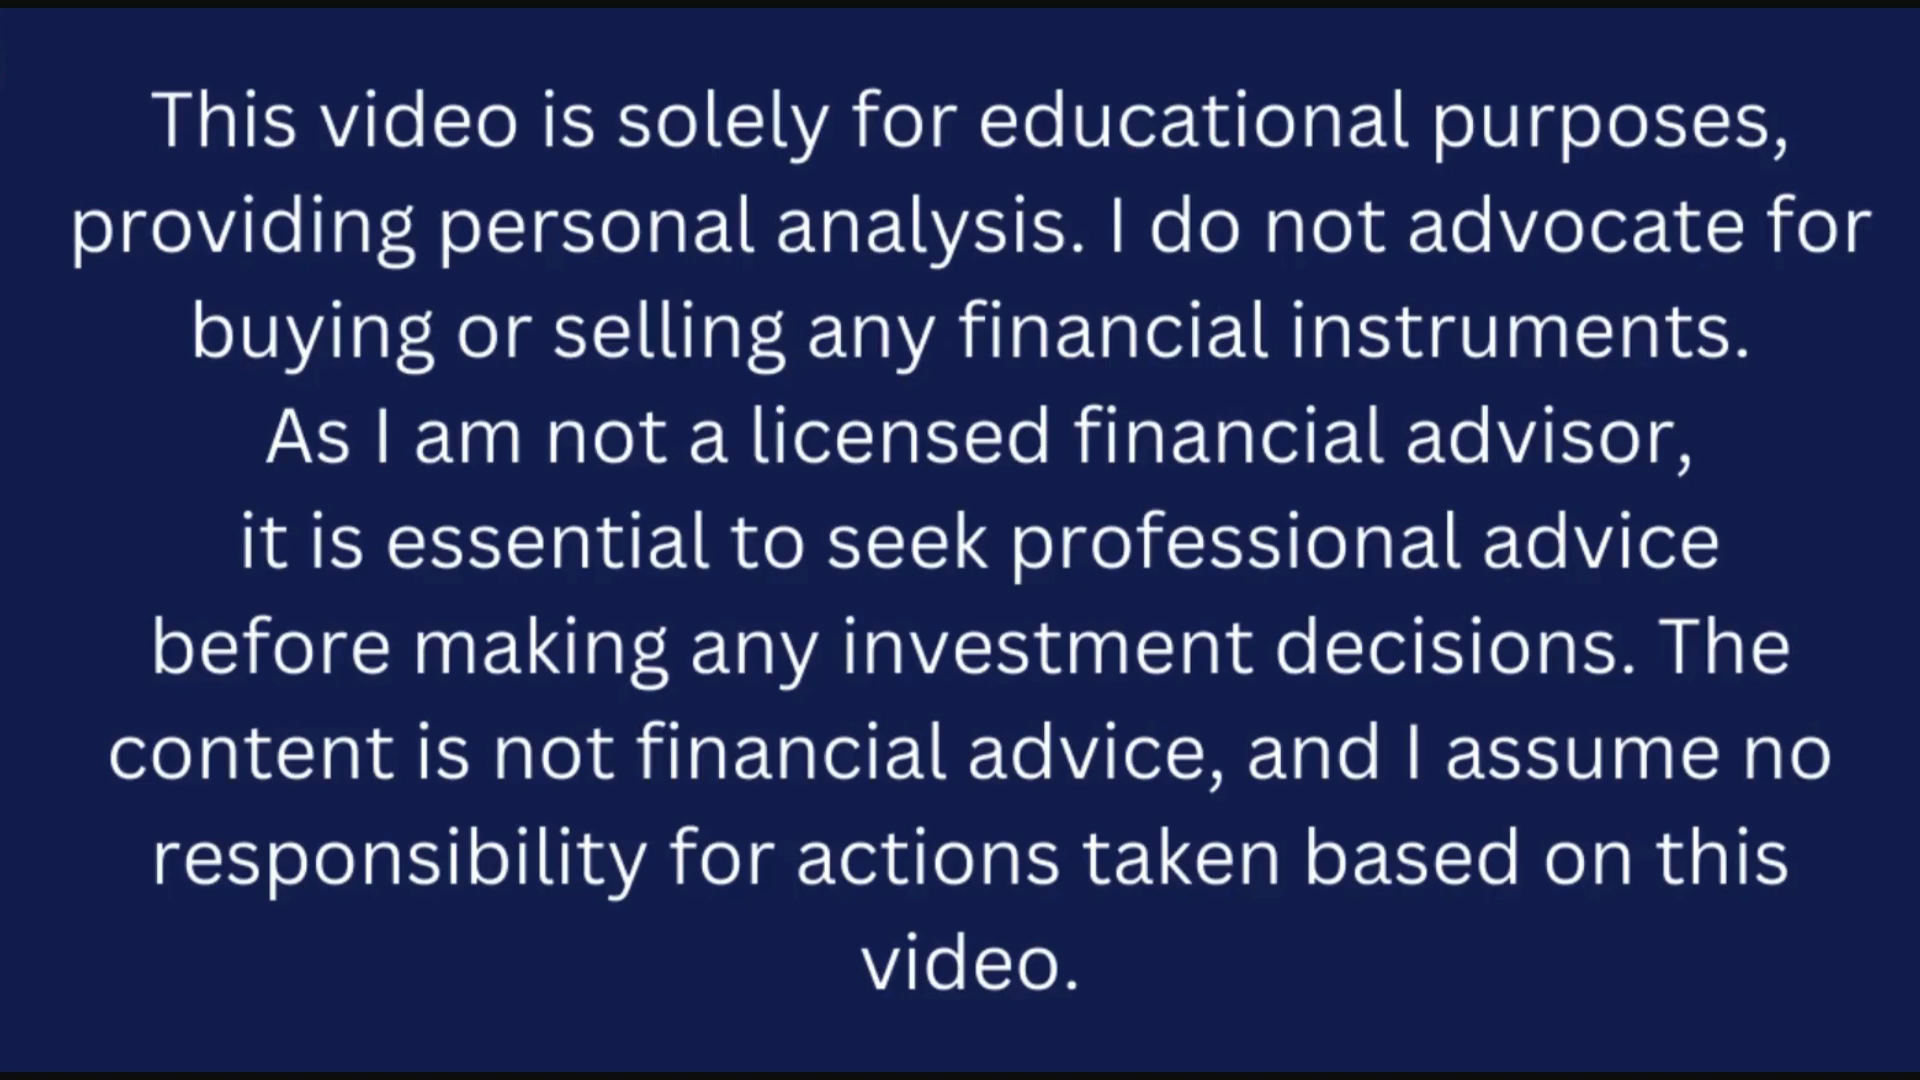 This video is solely for educational purposes,
providing personal analysis. I do not advocate for
buying or selling any financial instruments.
As I am not a licensed financial advisor,
it is essential to seek professional advice
before making any investment decisions. The
content is not financial advice, and I assume no
responsibility for actions taken based on this
video.